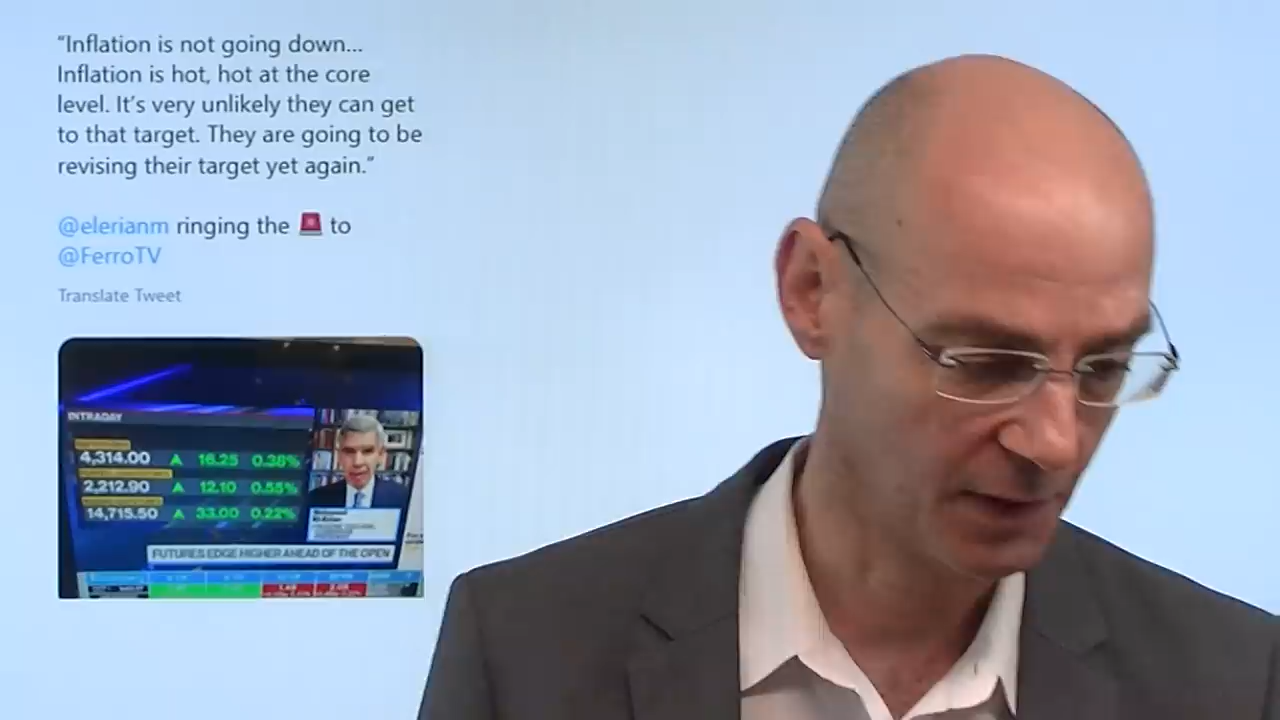 “Inflation is not going down...
Inflation is hot, hot at the core
level. It’s very unlikely they can get
to that target. They are going to be
revising their target yet again.”
@elerianm ringing the 🚨 to
@FerroTV
Translate Tweet
INTRADAY
4,314.00 ▲ 16.25 0.38%
2,212.90 ▲ 12.10 0.55%
14,715.50 ▲ 33.00 0.22%
FUTURES EDGE HIGHER AHEAD OF THE OPEN